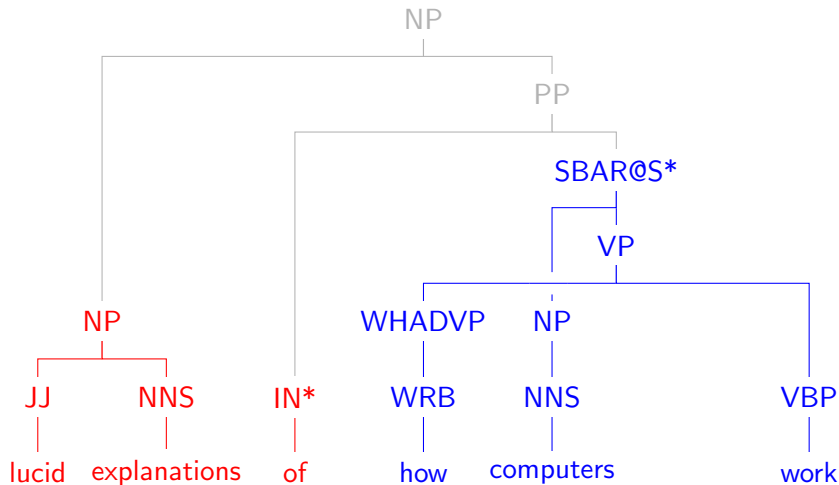 NP
PP
SBAR@S*
VP
NP WHADVP NP
JJ NNS IN* WRB NNS VBP
lucid explanations of how computers work